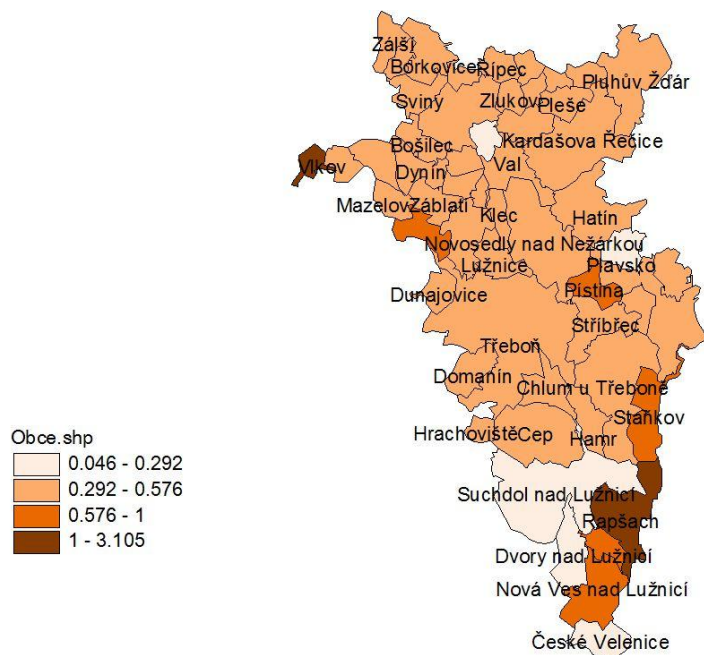 Zálší
Borkovice
Řípec
Pluhův Žďár
Sviny
Zlukov
Pleše
Bošilec
Kardašova Řečice
Val
Vlkov
Dynín
Mazelov
Záblatí
Klec
Hatín
Novosedly nad Nežárkou
Lužnice
Plavsko
Dunajovice
Pístina
Stříbřec
Třeboň
Domanín
Chlum u Třeboně
Staňkov
Hrachoviště
Cep
Hamr
Obce.shp
0.046 - 0.292
0.292 - 0.576
0.576 - 1
1 - 3.105
Suchdol nad Lužnicí
Rapšach
Dvory nad Lužnicí
Nová Ves nad Lužnicí
České Velenice